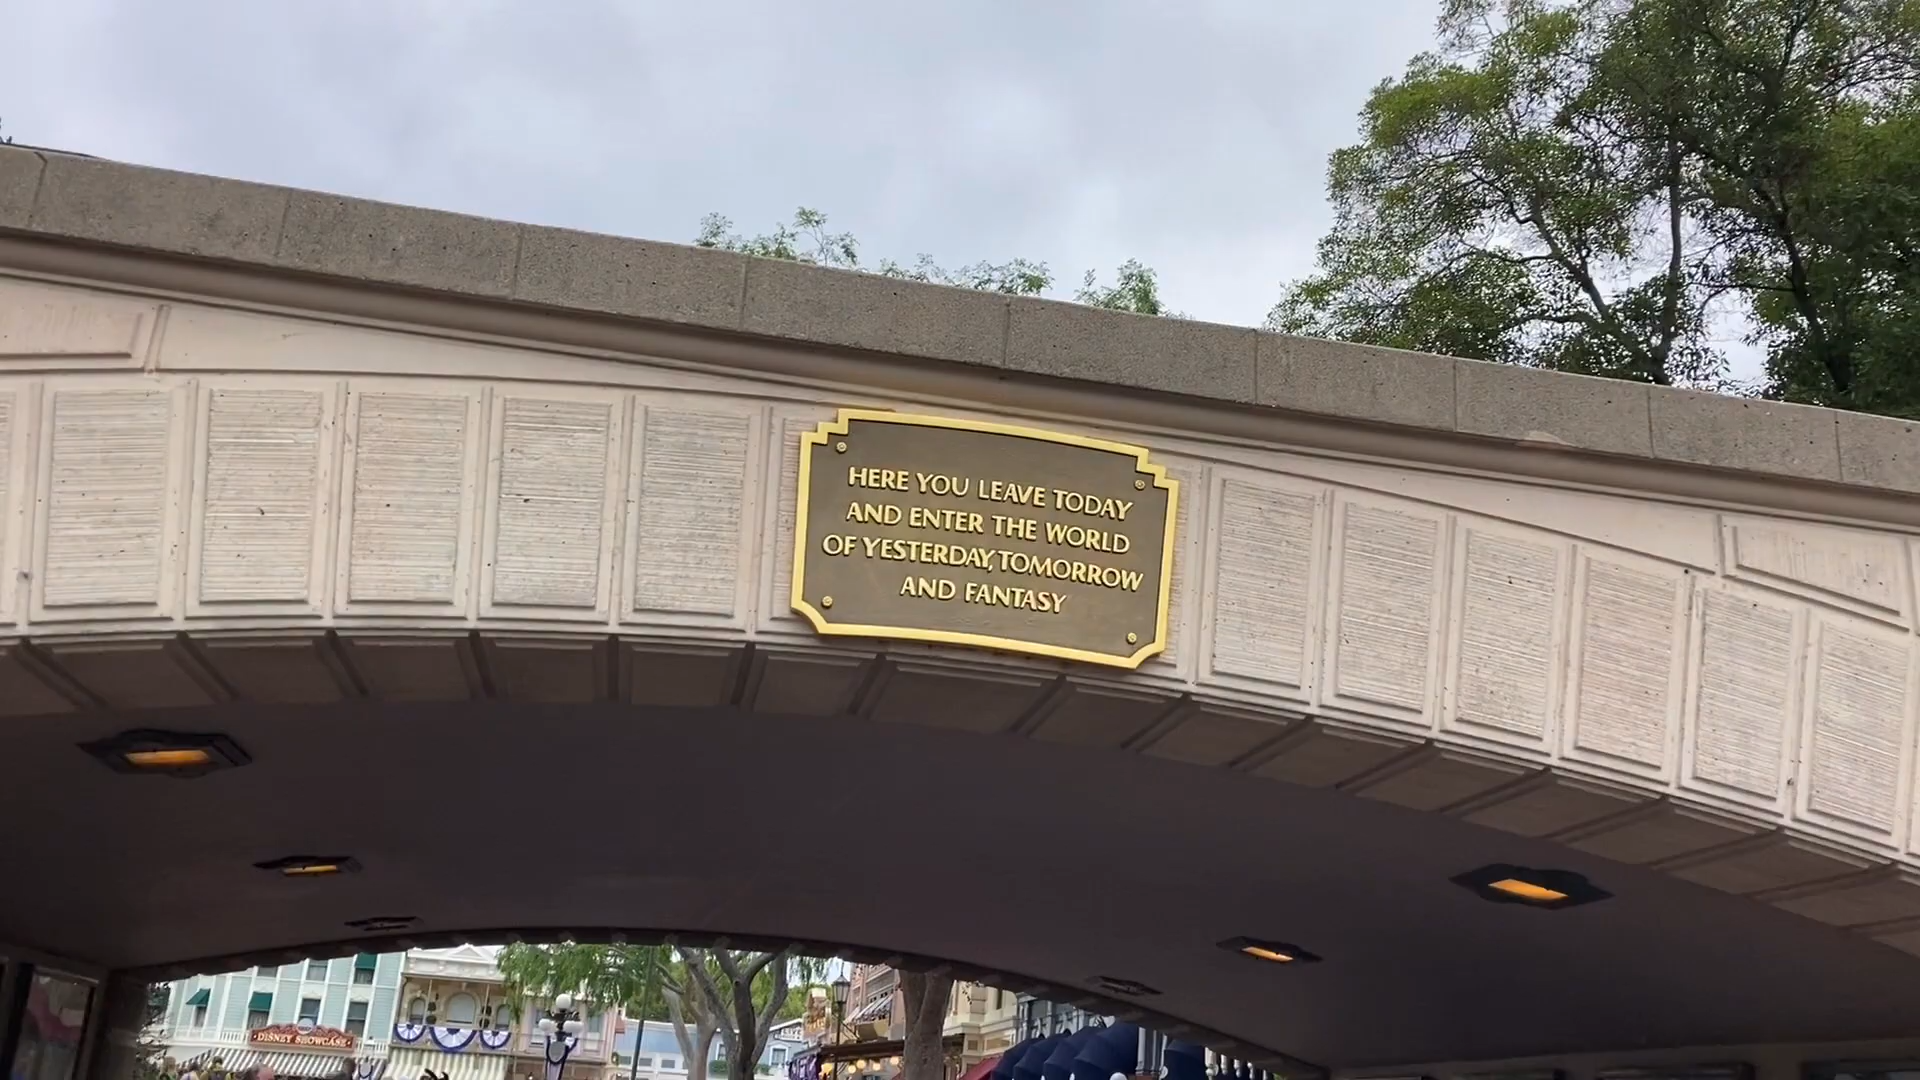 HERE YOU LEAVE TODAY
AND ENTER THE WORLD
OF YESTERDAY, TOMORROW
AND FANTASY
DISNEY SHOWCASE